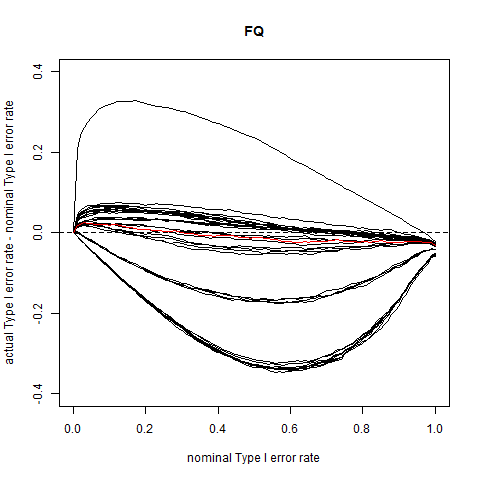 FQ
actual Type I error rate - nominal Type I error rate
0.4
0.2
0.0
-0.2
-0.4
0.0 0.2 0.4 0.6 0.8 1.0
nominal Type I error rate